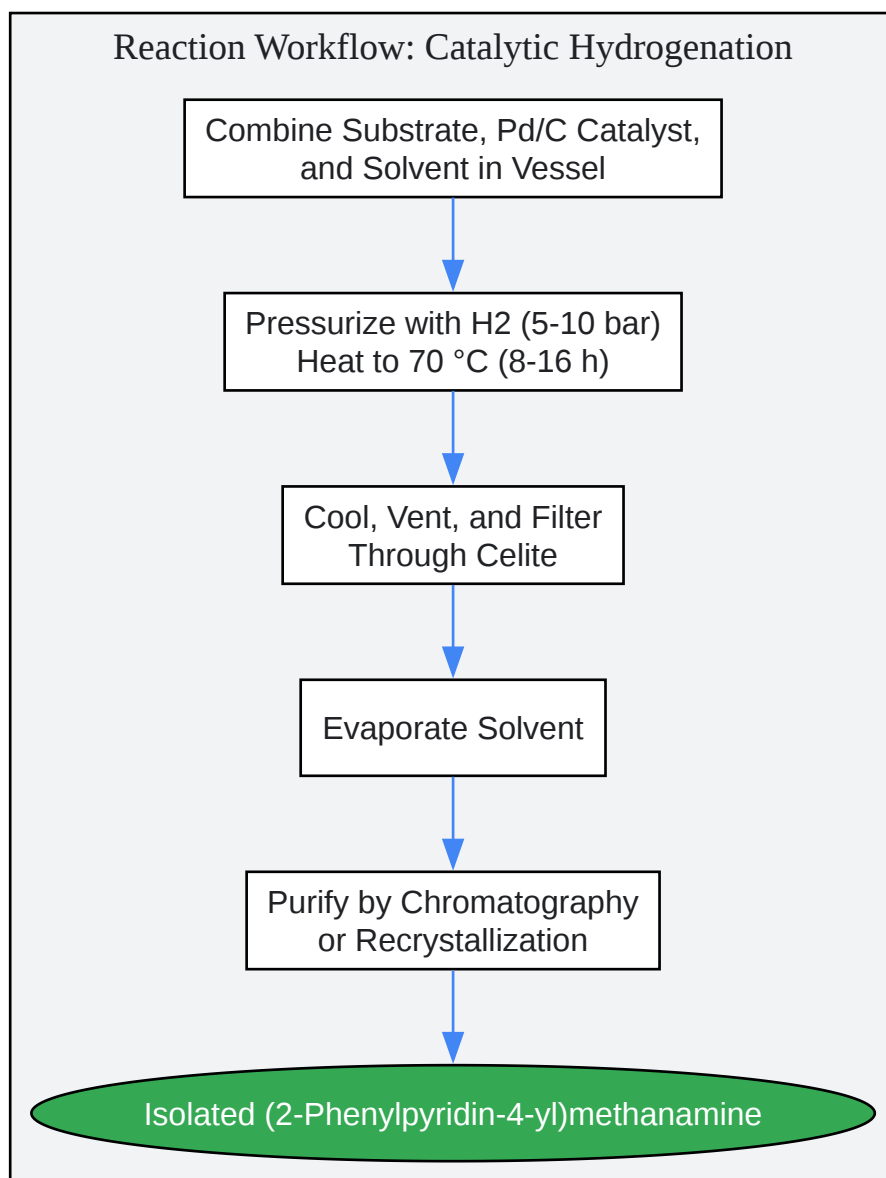 Reaction Workflow: Catalytic Hydrogenation
Combine Substrate, Pd/C Catalyst,
and Solvent in Vessel
Pressurize with H2 (5-10 bar)
Heat to 70 °C (8-16 h)
Cool, Vent, and Filter
Through Celite
Evaporate Solvent
Purify by Chromatography
or Recrystallization
Isolated (2-Phenylpyridin-4-yl)methanamine